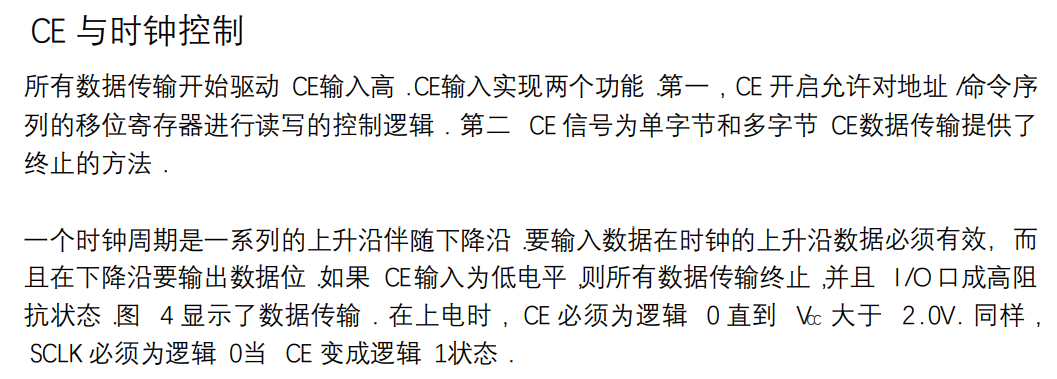 CE 与时钟控制
所有数据传输开始驱动 CE输入高 .CE输入实现两个功能 .第一 , CE 开启允许对地址 /命令序
列的移位寄存器进行读写的控制逻辑 . 第二 CE 信号为单字节和多字节 CE数据传输提供了
终止的方法 .
一个时钟周期是一系列的上升沿伴随下降沿 .要输入数据在时钟的上升沿数据必须有效, 而
且在下降沿要输出数据位 .如果 CE输入为低电平 ,则所有数据传输终止 ,并且 I/O 口成高阻
抗状态 .图 4 显示了数据传输 . 在上电时 , CE 必须为逻辑 0 直到 VCC 大于 2.0V. 同样 ,
SCLK 必须为逻辑 0当 CE 变成逻辑 1状态 .